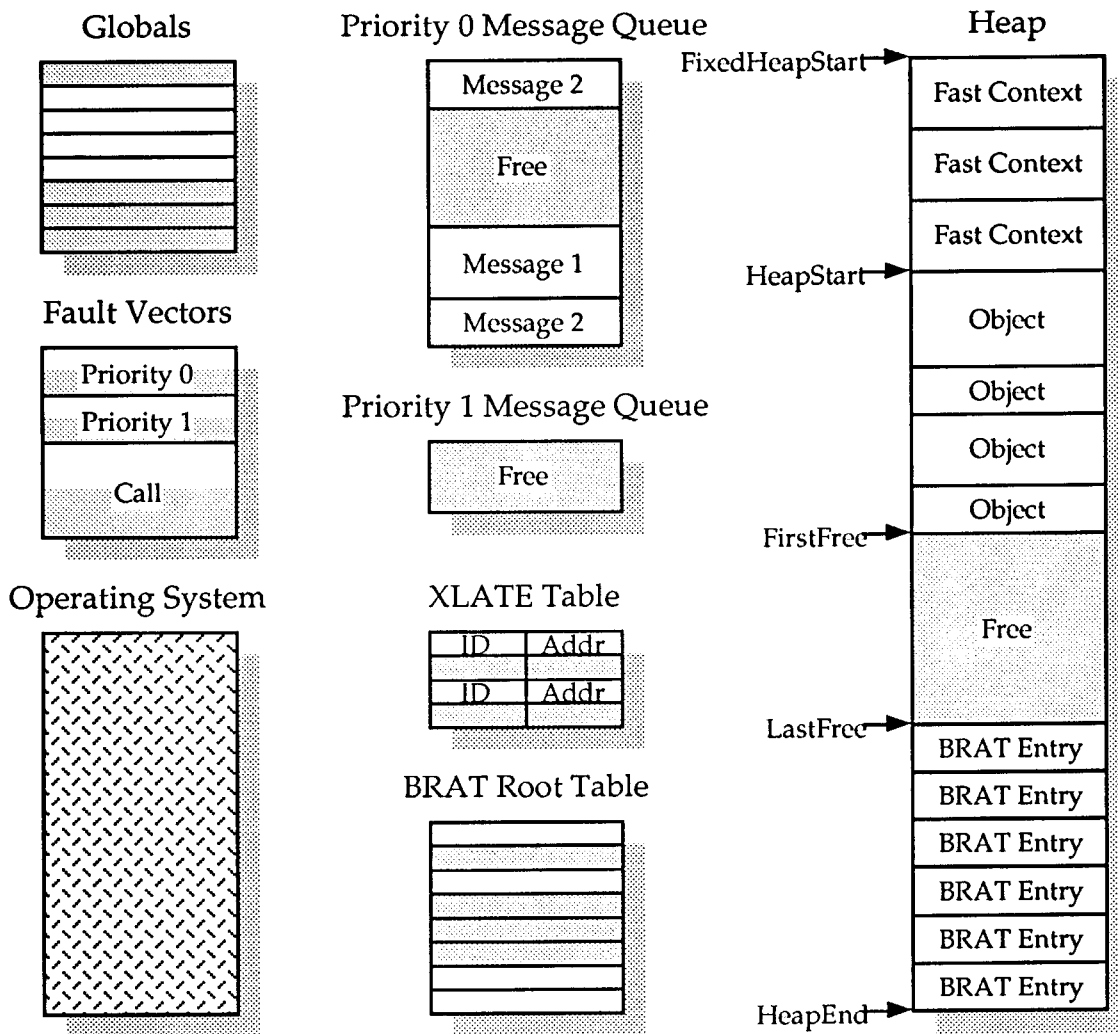 Globals
Fault Vectors
Priority 0
Priority 1
Call
Operating System
Priority 0 Message Queue
Message 2
Free
Message 1
Message 2
Priority 1 Message Queue
Free
XLATE Table
ID Addr
ID Addr
BRAT Root Table
Heap
FixedHeapStart
Fast Context
Fast Context
Fast Context
HeapStart
Object
Object
Object
Object
FirstFree
Free
LastFree
BRAT Entry
BRAT Entry
BRAT Entry
BRAT Entry
BRAT Entry
BRAT Entry
HeapEnd